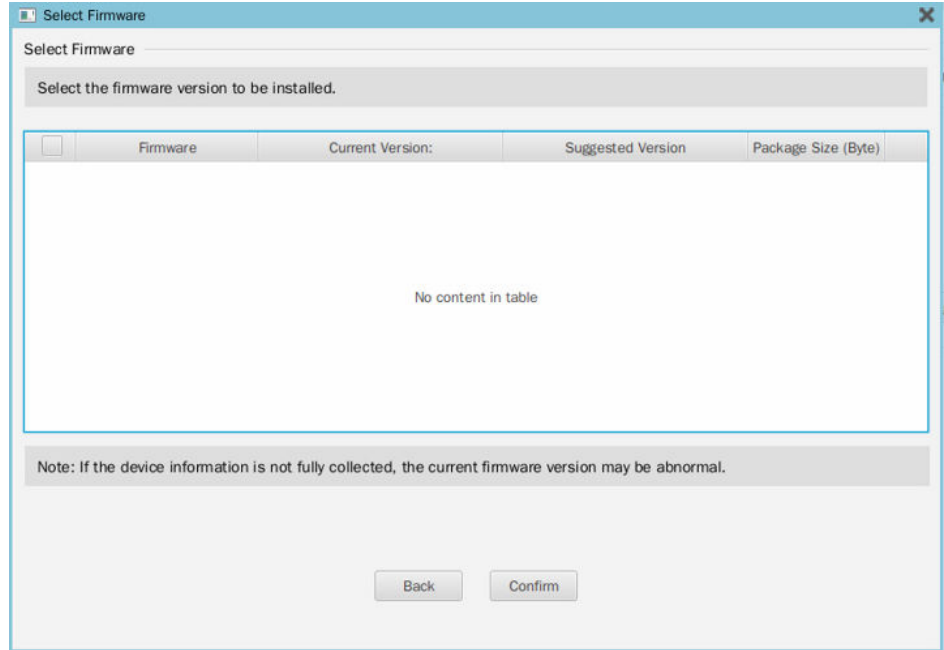 Select Firmware
Select Firmware
Select the firmware version to be installed.
Firmware Current Version: Suggested Version Package Size (Byte)
No content in table
Note: If the device information is not fully collected, the current firmware version may be abnormal.
Back Confirm